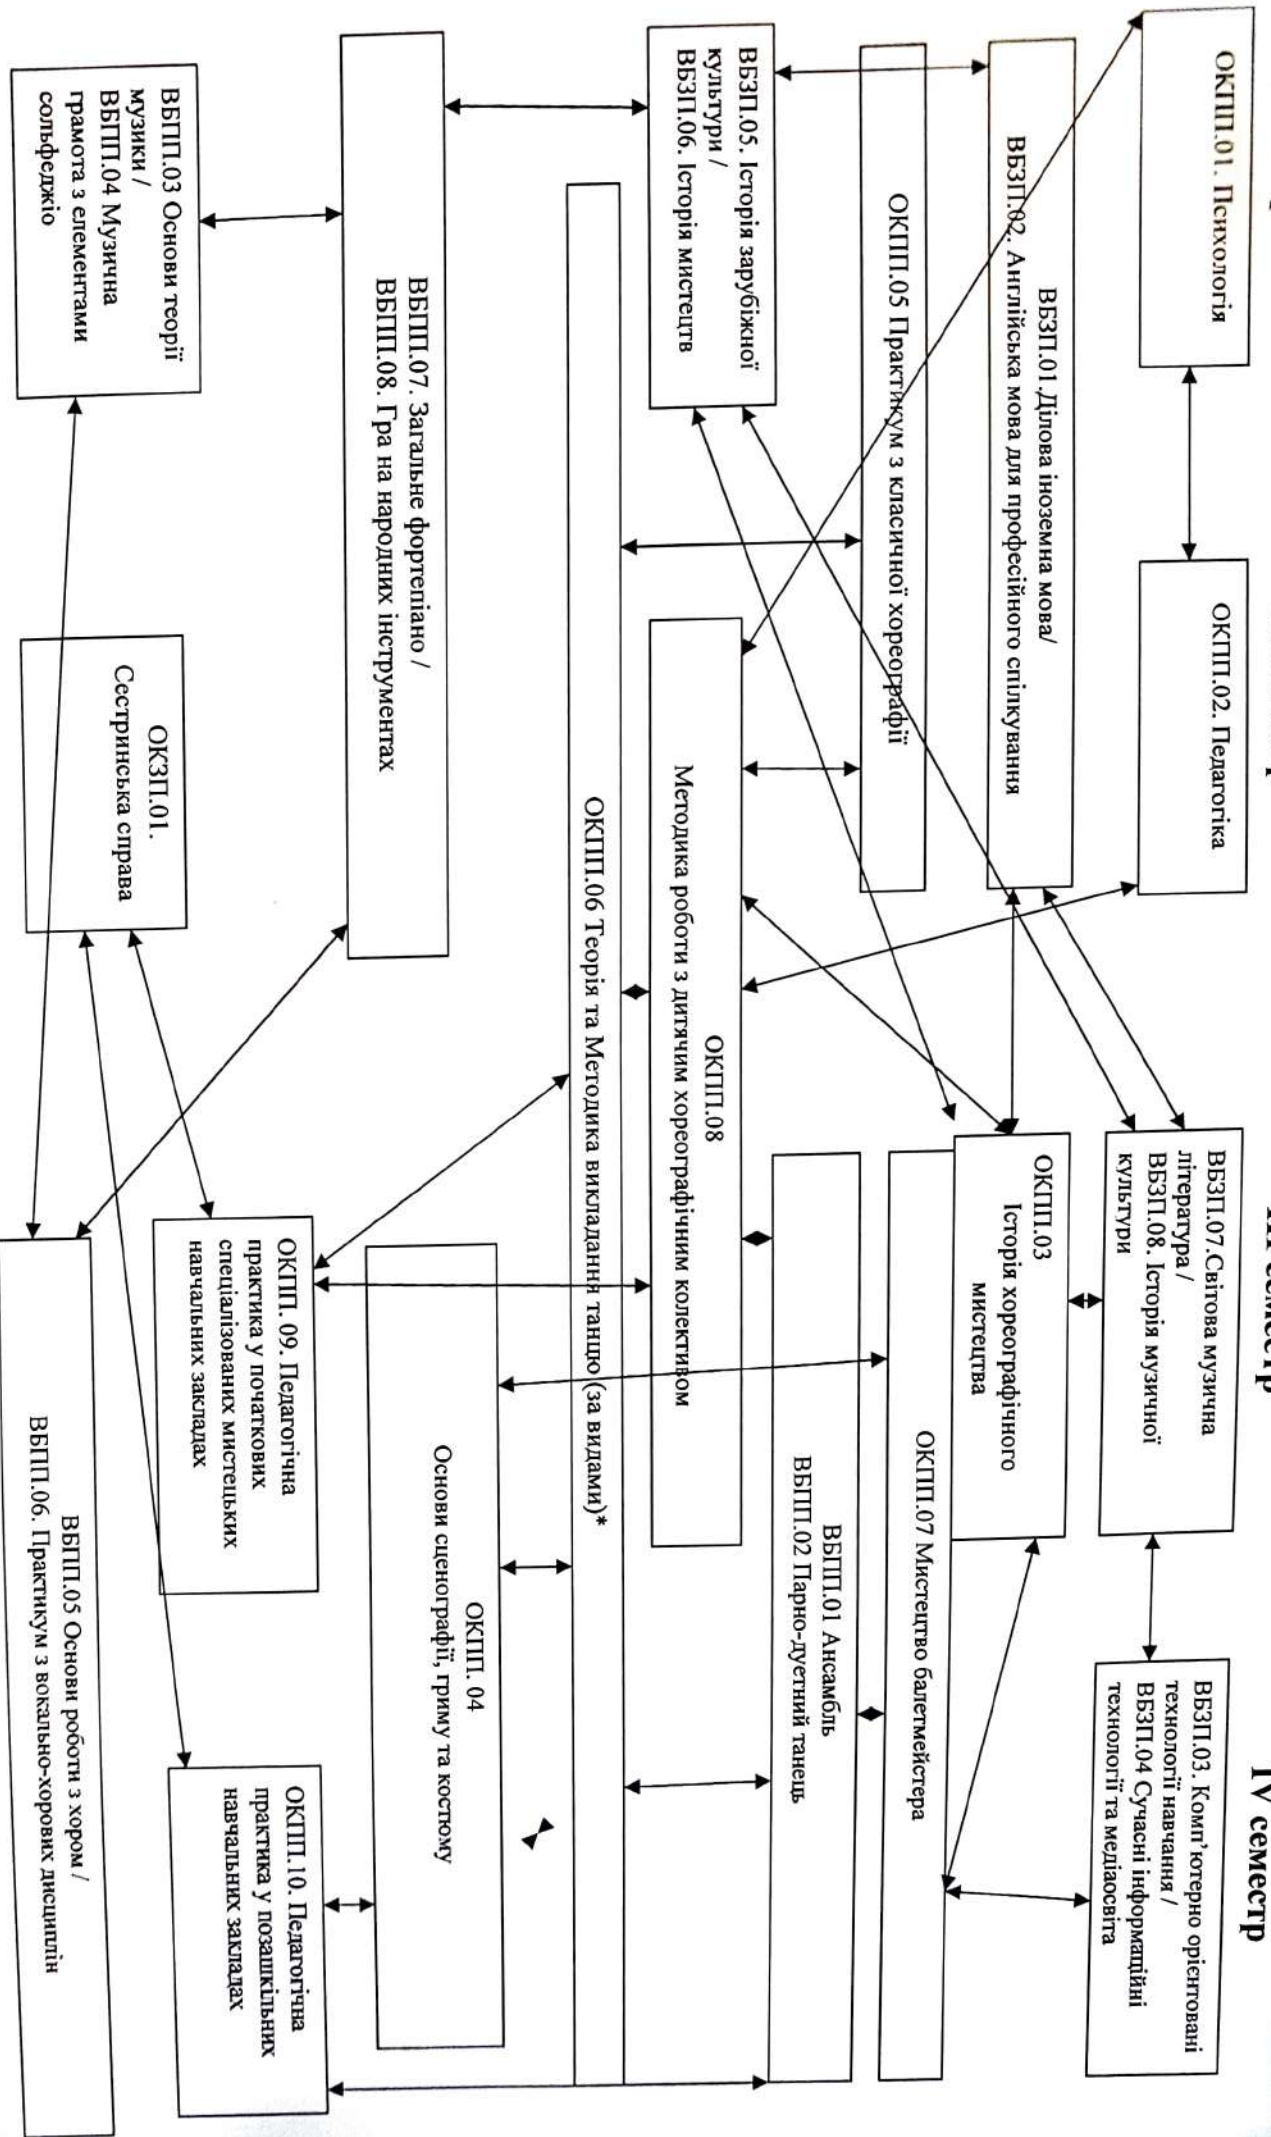 III семестр
IV семестр
ОКПП.01. Психологія
ОКПП.02. Педагогіка
ВБЗП.07.Світова музична
література /
ВБЗП.08. Історія музичної
культури
ВБЗП.03. Комп’ютерно орієнтовані
технології навчання /
ВБЗП.04 Сучасні інформаційні
технології та медіаосвіта
ВБЗП.01.Ділова іноземна мова/
ВБЗП.02. Англійська мова для професійного спілкування
ОКПП.03
Історія хореографічного
мистецтва
ОКПП.05 Практикум з класичної хореографії
ОКПП.07 Мистецтво балетмейстера
ВБЗП.05. Історія зарубіжної
культури /
ВБЗП.06. Історія мистецтв
ВБПП.01 Ансамбль
ВБПП.02 Парно-дуетний танець
ОКПП.08
Методика роботи з дитячим хореографічним колективом
ОКПП.06 Теорія та Методика викладання танцю (за видами)*
ВБПП.07. Загальне фортепіано /
ВБПП.08. Гра на народних інструментах
ОКПП. 04
Основи сценографії, гриму та костюму
ВБПП.03 Основи теорії
музики /
ВБПП.04 Музична
грамота з елементами
сольфеджіо
ОКЗП.01.
Сестринська справа
ОКПП. 09. Педагогічна
практика у початкових
спеціалізованих мистецьких
навчальних закладах
ОКПП.10. Педагогічна
практика у позашкільних
навчальних закладах
ВБПП.05 Основи роботи з хором /
ВБПП.06. Практикум з вокально-хорових дисциплін